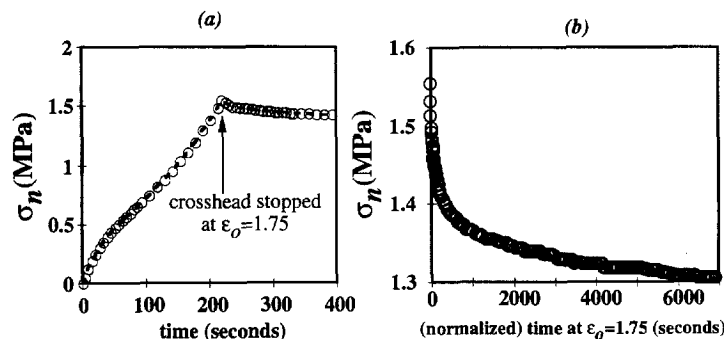 (a)
2
1.5
1
0.5
0
σn(MPa)
crosshead stopped
at εo=1.75
0 100 200 300 400
time (seconds)
(b)
1.6
1.5
1.4
1.3
σn(MPa)
0 2000 4000 6000
(normalized) time at εo=1.75 (seconds)